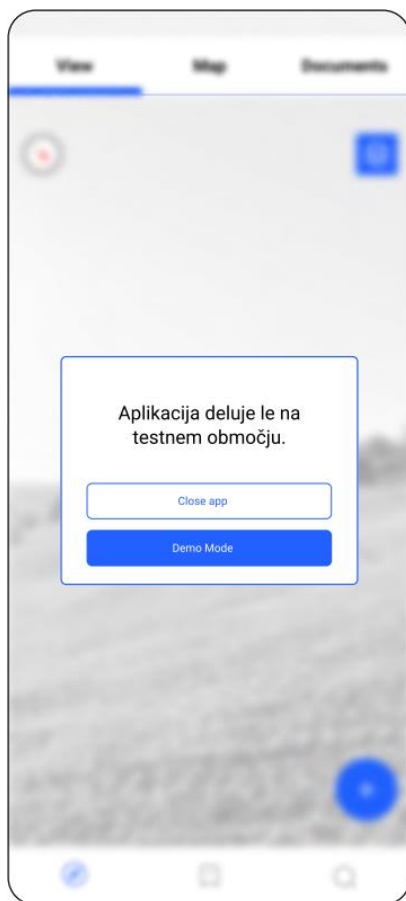 View Map Documents
Aplikacija deluje le na
testnem območju.
Close app
Demo Mode